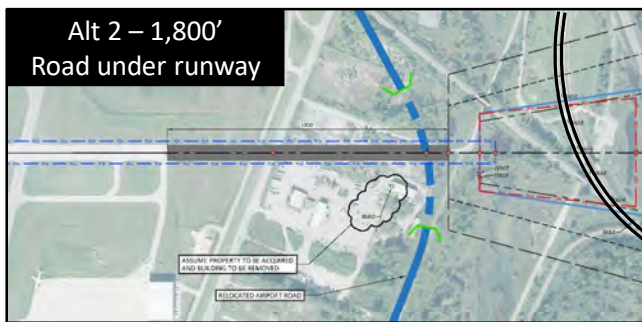 Alt 2 – 1,800’
Road under runway
1800'
ASSUME PROPERTY TO BE ACQUIRED
AND BUILDING TO BE REMOVED
RELOCATED AIRPORT ROAD